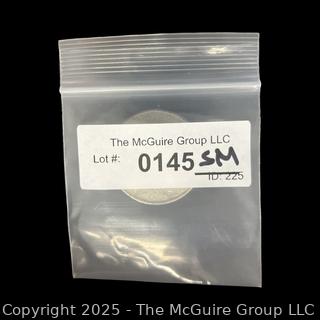 The McGuire Group LLC
Lot #: 0145 SM
ID: 225
Copyright 2025 - The McGuire Group LLC